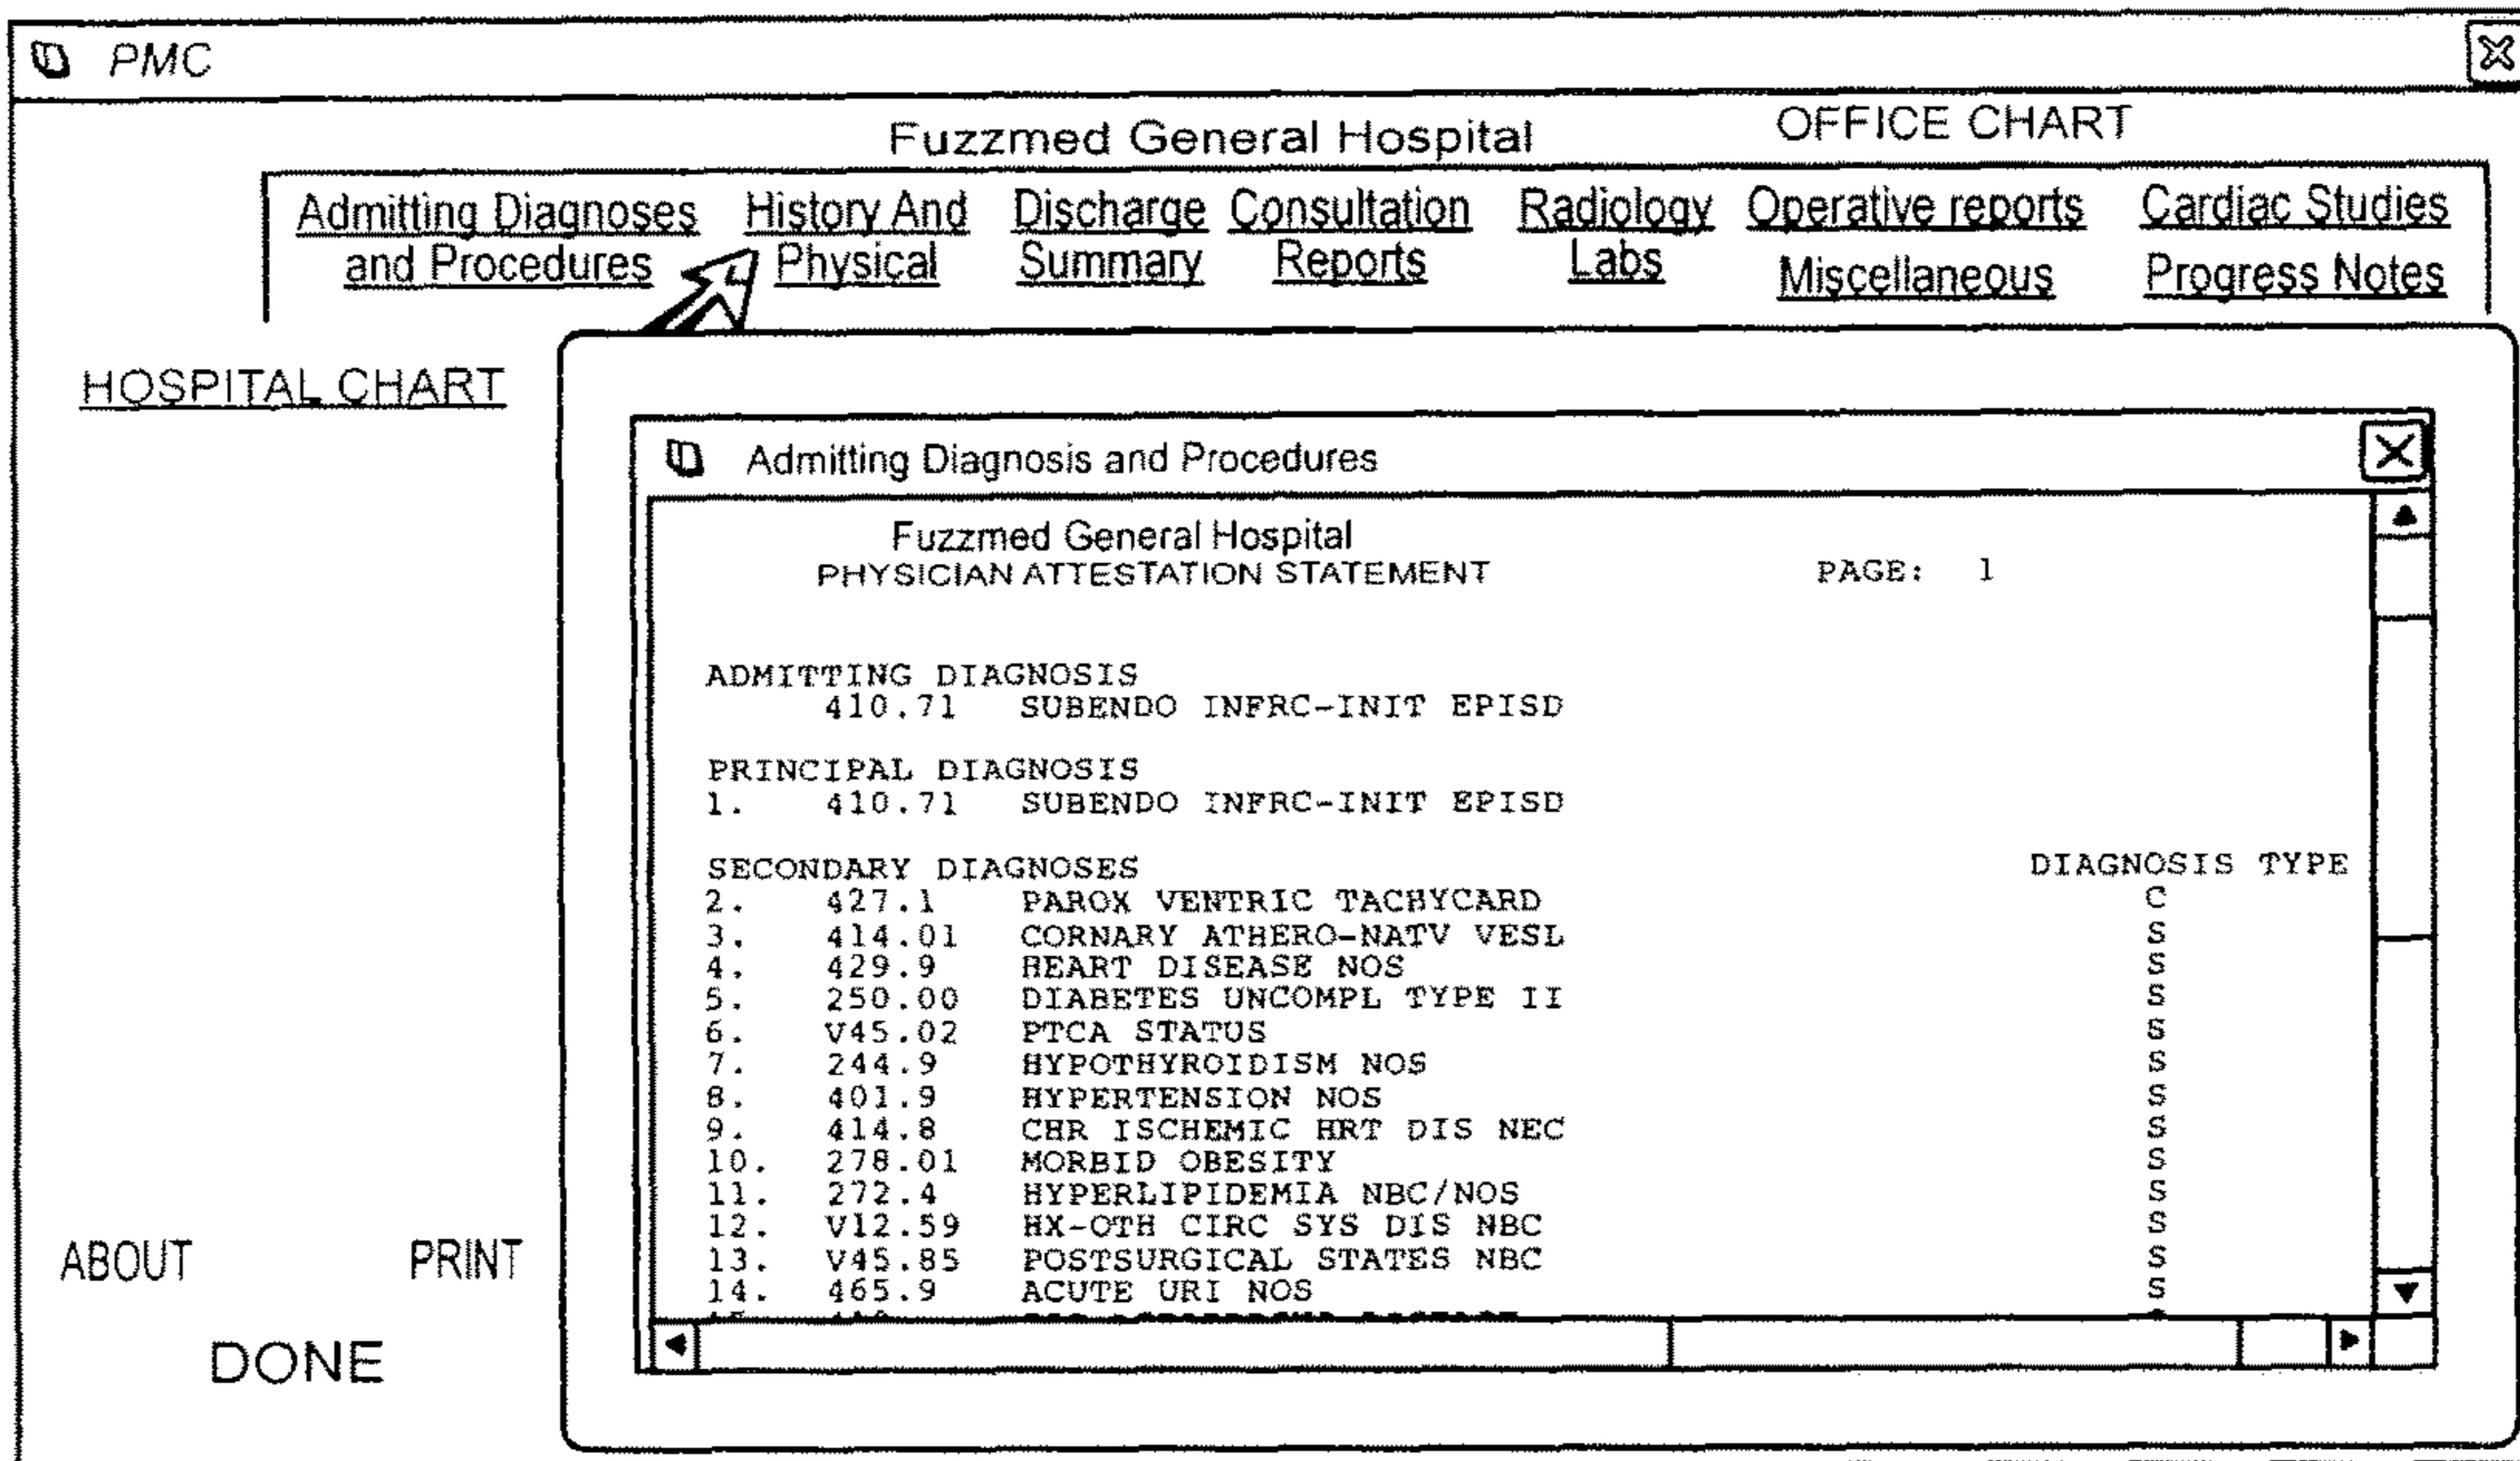 PMC
Fuzzmed General Hospital OFFICE CHART
Admitting Diagnoses and Procedures
History And Physical
Discharge Summary
Consultation Reports
Radiology
Labs
Operative reports
Miscellaneous
Cardiac Studies
Progress Notes
HOSPITAL CHART
Admitting Diagnosis and Procedures
Fuzzmed General Hospital
PHYSICIAN ATTESTATION STATEMENT PAGE: 1
ADMITTING DIAGNOSIS
410.71 SUBENDO INFRC-INIT EPISD
PRINCIPAL DIAGNOSIS
1. 410.71 SUBENDO INFRC-INIT EPISD
SECONDARY DIAGNOSES DIAGNOSIS TYPE
2. 427.1 PAROX VENTRIC TACHYCARD C
3. 414.01 CORNARY ATHERO-NATV VESL S
4. 429.9 HEART DISEASE NOS S
5. 250.00 DIABETES UNCOMPL TYPE II S
6. V45.02 PTCA STATUS S
7. 244.9 HYPOTHYROIDISM NOS S
8. 401.9 HYPERTENSION NOS S
9. 414.8 CHR ISCHEMIC HRT DIS NEC S
10. 278.01 MORBID OBESITY S
11. 272.4 HYPERLIPIDEMIA NBC/NOS S
12. V12.59 HX-OTH CIRC SYS DIS NBC S
13. V45.85 POSTSURGICAL STATES NBC S
14. 465.9 ACUTE URI NOS S
ABOUT PRINT
DONE